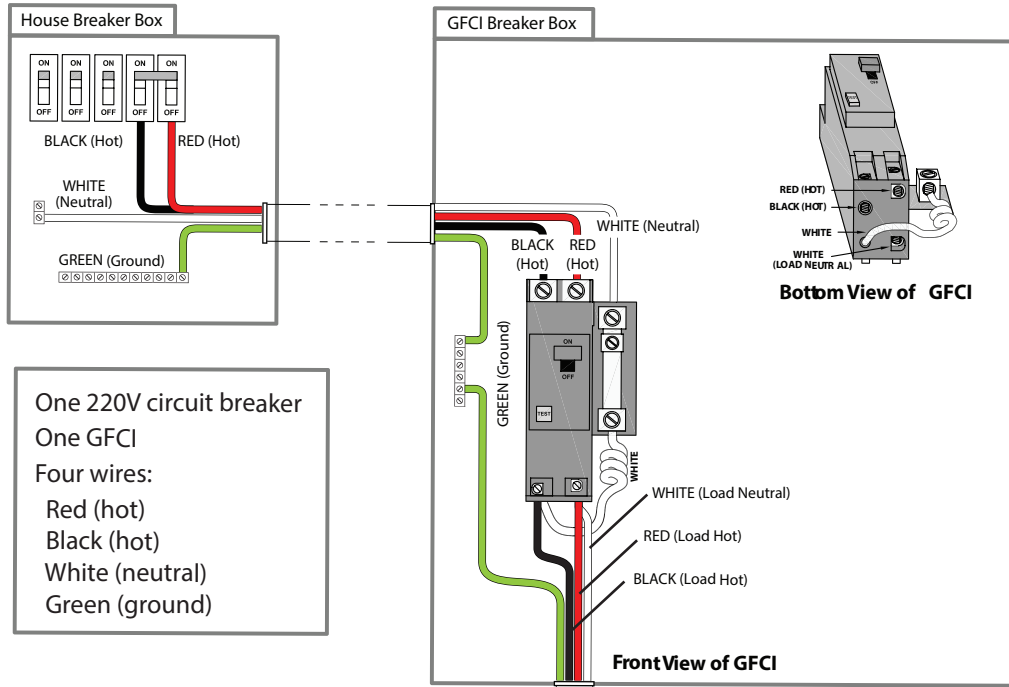 House Breaker Box
ON ON ON ON ON
OFF OFF OFF OFF OFF
BLACK (Hot) RED (Hot)
WHITE
(Neutral)
GREEN (Ground)
One 220V circuit breaker
One GFCI
Four wires:
Red (hot)
Black (hot)
White (neutral)
Green (ground)
GFCI Breaker Box
WHITE (Neutral)
BLACK
(Hot)
RED
(Hot)
GREEN (Ground)
ON
OFF
TEST
WHITE
WHITE (Load Neutral)
RED (Load Hot)
BLACK (Load Hot)
Front View of GFCI
OFF
TEST
RED (HOT)
BLACK (HOT)
WHITE
WHITE
(LOAD NEUTRAL)
Bottom View of GFCI